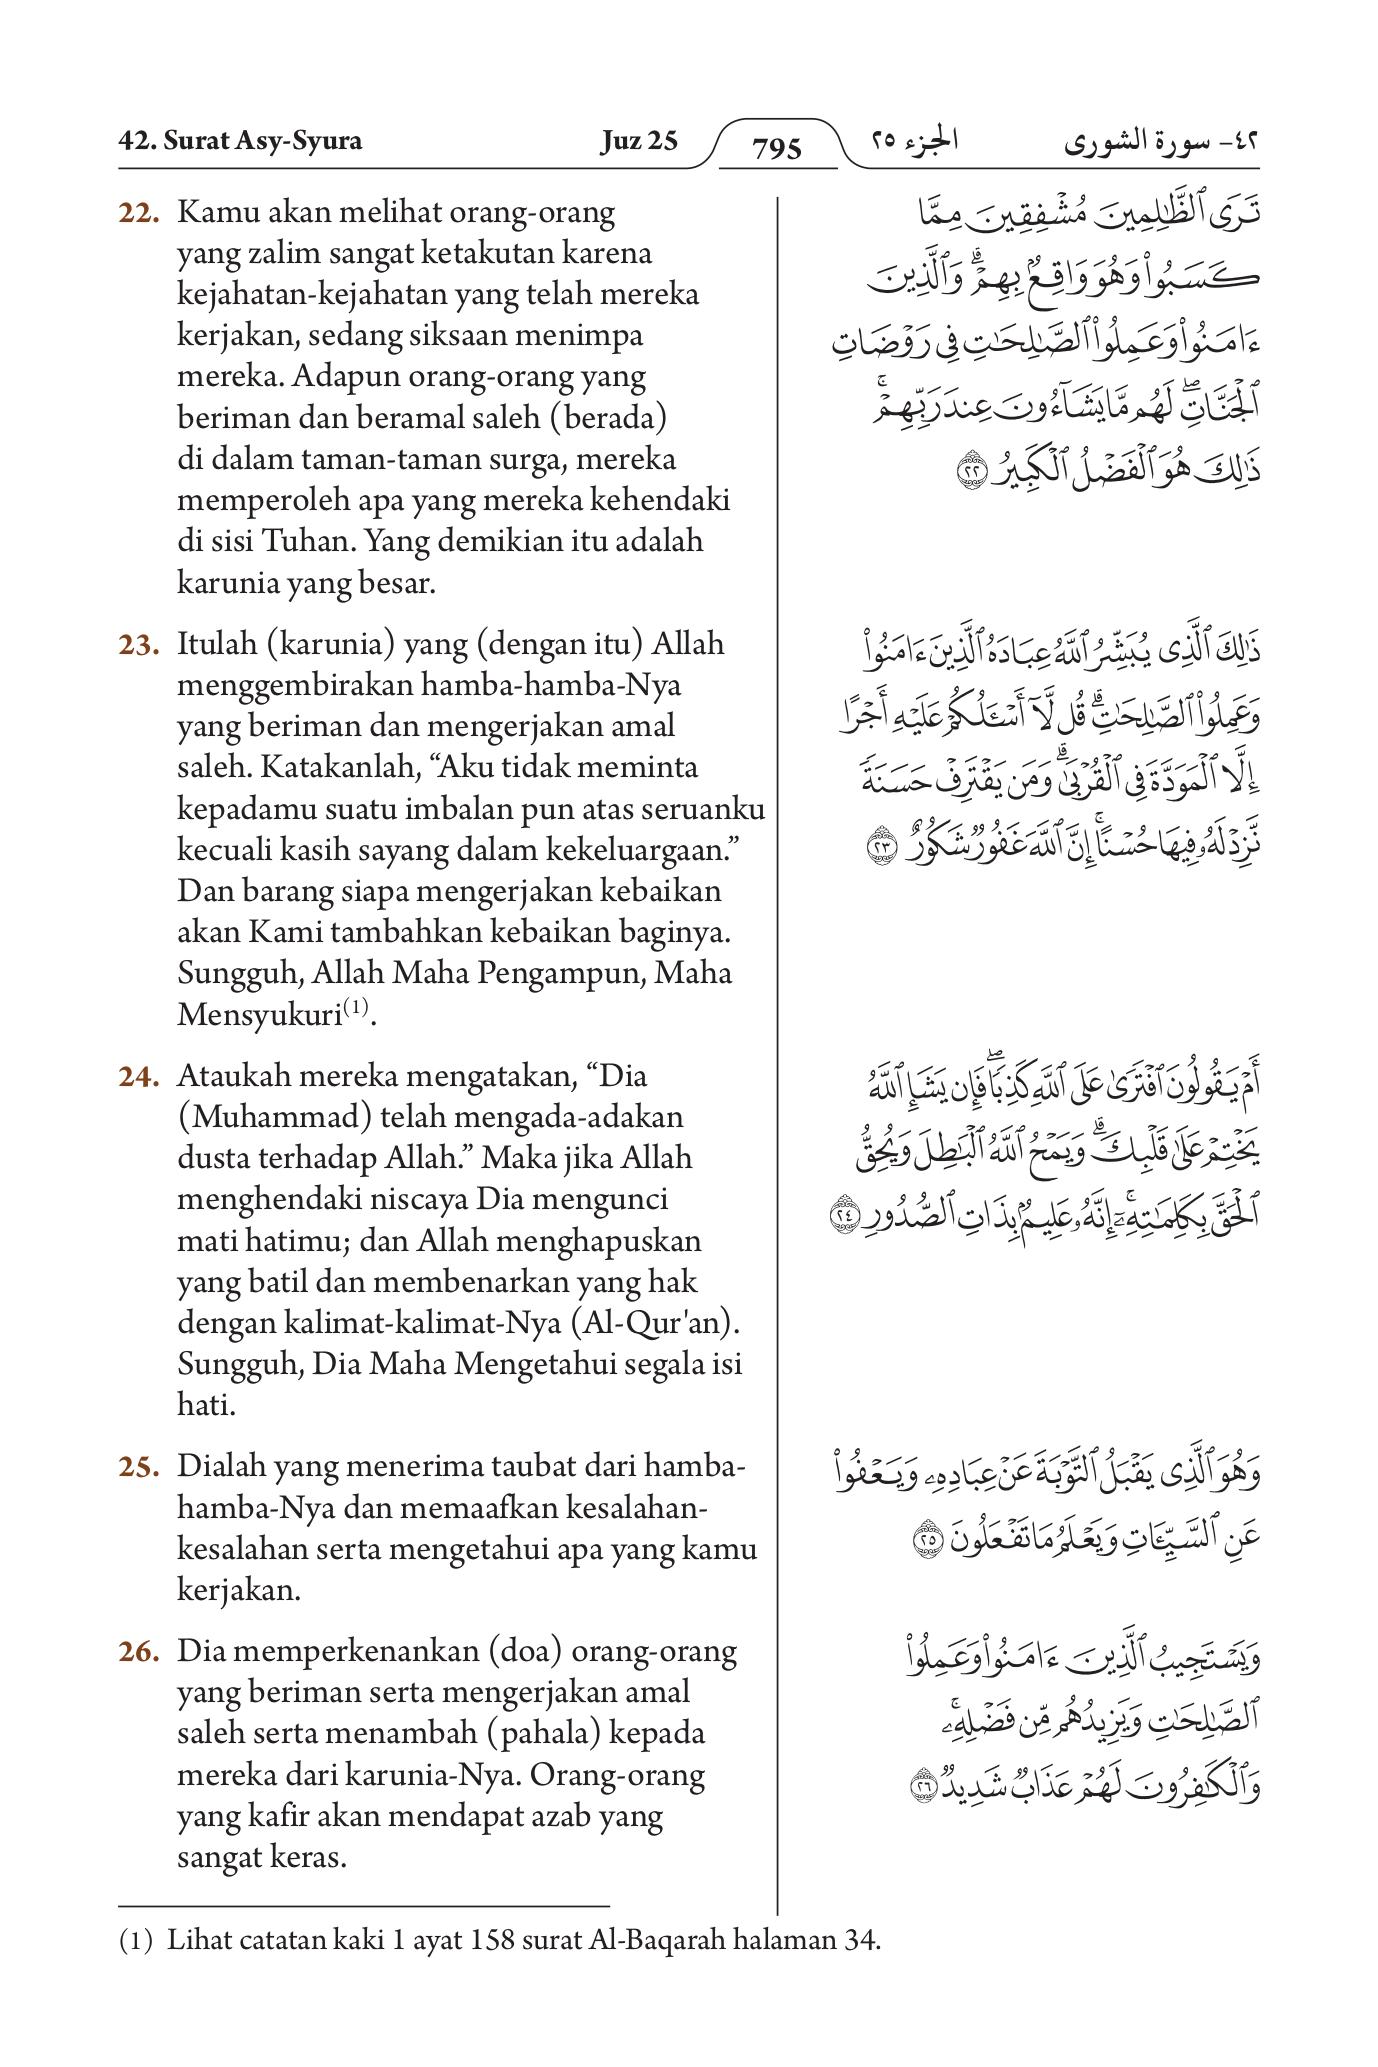 42. Surat Asy-Syura
Juz 25
795
الجزء ٢٥
٤٢- سورة الشورى
22. Kamu akan melihat orang-orang
yang zalim sangat ketakutan karena
kejahatan-kejahatan yang telah mereka
kerjakan, sedang siksaan menimpa
mereka. Adapun orang-orang yang
beriman dan beramal saleh (berada)
di dalam taman-taman surga, mereka
memperoleh apa yang mereka kehendaki
di sisi Tuhan. Yang demikian itu adalah
karunia yang besar.
تَرَى ٱلظَّٰلِمِينَ مُشْفِقِينَ مِمَّا
كَسَبُوا۟ وَهُوَ وَاقِعٌۢ بِهِمْ ۗ وَٱلَّذِينَ
ءَامَنُوا۟ وَعَمِلُوا۟ ٱلصَّٰلِحَٰتِ فِى رَوْضَاتِ
ٱلْجَنَّاتِ ۖ لَهُم مَّا يَشَآءُونَ عِندَ رَبِّهِمْ ۚ
ذَٰلِكَ هُوَ ٱلْفَضْلُ ٱلْكَبِيرُ ٢٢
23. Itulah (karunia) yang (dengan itu) Allah
menggembirakan hamba-hamba-Nya
yang beriman dan mengerjakan amal
saleh. Katakanlah, “Aku tidak meminta
kepadamu suatu imbalan pun atas seruanku
kecuali kasih sayang dalam kekeluargaan.”
Dan barang siapa mengerjakan kebaikan
akan Kami tambahkan kebaikan baginya.
Sungguh, Allah Maha Pengampun, Maha
Mensyukuri(1).
ذَٰلِكَ ٱلَّذِى يُبَشِّرُ ٱللَّهُ عِبَادَهُ ٱلَّذِينَ ءَامَنُوا۟
وَعَمِلُوا۟ ٱلصَّٰلِحَٰتِ ۗ قُل لَّآ أَسْـَٔلُكُمْ عَلَيْهِ أَجْرًا
إِلَّا ٱلْمَوَدَّةَ فِى ٱلْقُرْبَىٰ ۗ وَمَن يَقْتَرِفْ حَسَنَةً
نَّزِدْ لَهُۥ فِيهَا حُسْنًا ۚ إِنَّ ٱللَّهَ غَفُورٌ شَكُورٌ ٢٣
24. Ataukah mereka mengatakan, “Dia
(Muhammad) telah mengada-adakan
dusta terhadap Allah.” Maka jika Allah
menghendaki niscaya Dia mengunci
mati hatimu; dan Allah menghapuskan
yang batil dan membenarkan yang hak
dengan kalimat-kalimat-Nya (Al-Qur'an).
Sungguh, Dia Maha Mengetahui segala isi
hati.
أَمْ يَقُولُونَ ٱفْتَرَىٰ عَلَى ٱللَّهِ كَذِبًا ۖ فَإِن يَشَإِ ٱللَّهُ
يَخْتِمْ عَلَىٰ قَلْبِكَ ۗ وَيَمْحُ ٱللَّهُ ٱلْبَٰطِلَ وَيُحِقُّ
ٱلْحَقَّ بِكَلِمَٰتِهِۦٓ ۚ إِنَّهُۥ عَلِيمٌۢ بِذَاتِ ٱلصُّدُورِ ٢٤
25. Dialah yang menerima taubat dari hamba-
hamba-Nya dan memaafkan kesalahan-
kesalahan serta mengetahui apa yang kamu
kerjakan.
وَهُوَ ٱلَّذِى يَقْبَلُ ٱلتَّوْبَةَ عَنْ عِبَادِهِۦ وَيَعْفُوا۟
عَنِ ٱلسَّيِّـَٔاتِ وَيَعْلَمُ مَا تَفْعَلُونَ ٢٥
26. Dia memperkenankan (doa) orang-orang
yang beriman serta mengerjakan amal
saleh serta menambah (pahala) kepada
mereka dari karunia-Nya. Orang-orang
yang kafir akan mendapat azab yang
sangat keras.
وَيَسْتَجِيبُ ٱلَّذِينَ ءَامَنُوا۟ وَعَمِلُوا۟
ٱلصَّٰلِحَٰتِ وَيَزِيدُهُم مِّن فَضْلِهِۦ ۚ
وَٱلْكَٰفِرُونَ لَهُمْ عَذَابٌ شَدِيدٌ ٢٦
(1) Lihat catatan kaki 1 ayat 158 surat Al-Baqarah halaman 34.